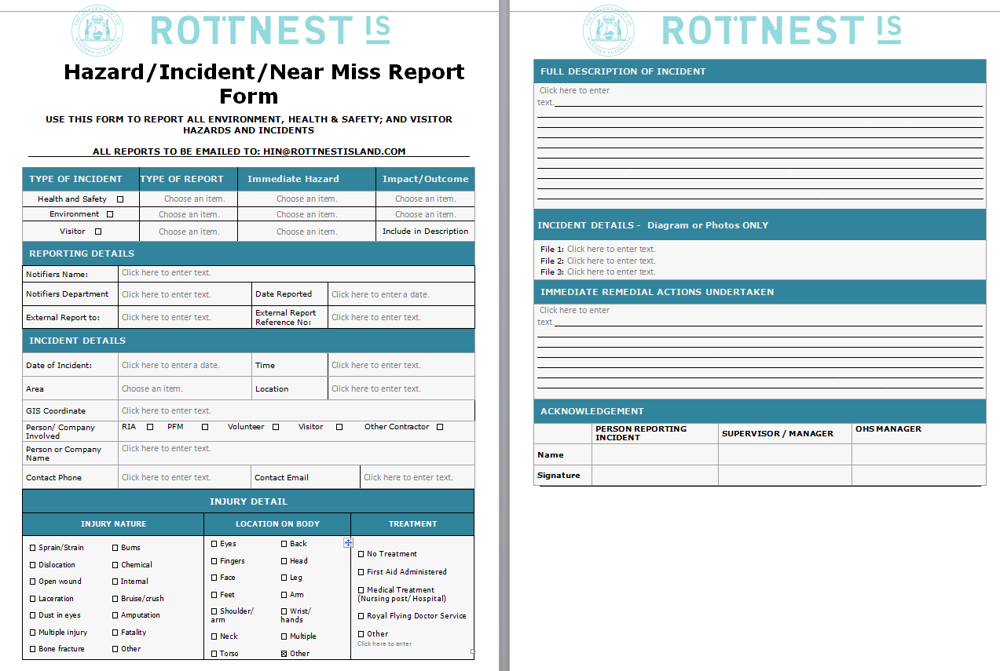 THE GOVERNMENT OF
WESTERN AUSTRALIA
ROTTNEST IS
Hazard/Incident/Near Miss Report
Form
USE THIS FORM TO REPORT ALL ENVIRONMENT, HEALTH & SAFETY; AND VISITOR
HAZARDS AND INCIDENTS
ALL REPORTS TO BE EMAILED TO: HIN@ROTTNESTISLAND.COM
TYPE OF INCIDENT TYPE OF REPORT Immediate Hazard Impact/Outcome
Health and Safety ☐ Choose an item. Choose an item. Choose an item.
Environment ☐ Choose an item. Choose an item. Choose an item.
Visitor ☐ Choose an item. Choose an item. Include in Description
REPORTING DETAILS
Notifiers Name: Click here to enter text.
Notifiers Department Click here to enter text. Date Reported Click here to enter a date.
External Report to: Click here to enter text. External Report
Reference No: Click here to enter text.
INCIDENT DETAILS
Date of Incident: Click here to enter a date. Time Click here to enter text.
Area Choose an item. Location Click here to enter text.
GIS Coordinate Click here to enter text.
Person/ Company
Involved RIA ☐ PFM ☐ Volunteer ☐ Visitor ☐ Other Contractor ☐
Person or Company
Name Click here to enter text.
Contact Phone Click here to enter text. Contact Email Click here to enter text.
INJURY DETAIL
INJURY NATURE LOCATION ON BODY TREATMENT
☐ Sprain/Strain ☐ Burns
☐ Dislocation ☐ Chemical
☐ Open wound ☐ Internal
☐ Laceration ☐ Bruise/crush
☐ Dust in eyes ☐ Amputation
☐ Multiple injury ☐ Fatality
☐ Bone fracture ☐ Other
☐ Eyes ☐ Back
☐ Fingers ☐ Head
☐ Face ☐ Leg
☐ Feet ☐ Arm
☐ Shoulder/ ☐ Wrist/
arm hands
☐ Neck ☐ Multiple
☐ Torso ☒ Other
☐ No Treatment
☐ First Aid Administered
☐ Medical Treatment
(Nursing post/ Hospital)
☐ Royal Flying Doctor Service
☐ Other
Click here to enter
THE GOVERNMENT OF
WESTERN AUSTRALIA
ROTTNEST IS
FULL DESCRIPTION OF INCIDENT
Click here to enter
text.
INCIDENT DETAILS - Diagram or Photos ONLY
File 1: Click here to enter text.
File 2: Click here to enter text.
File 3: Click here to enter text.
IMMEDIATE REMEDIAL ACTIONS UNDERTAKEN
Click here to enter
text.
ACKNOWLEDGEMENT
PERSON REPORTING
INCIDENT SUPERVISOR / MANAGER OHS MANAGER
Name
Signature